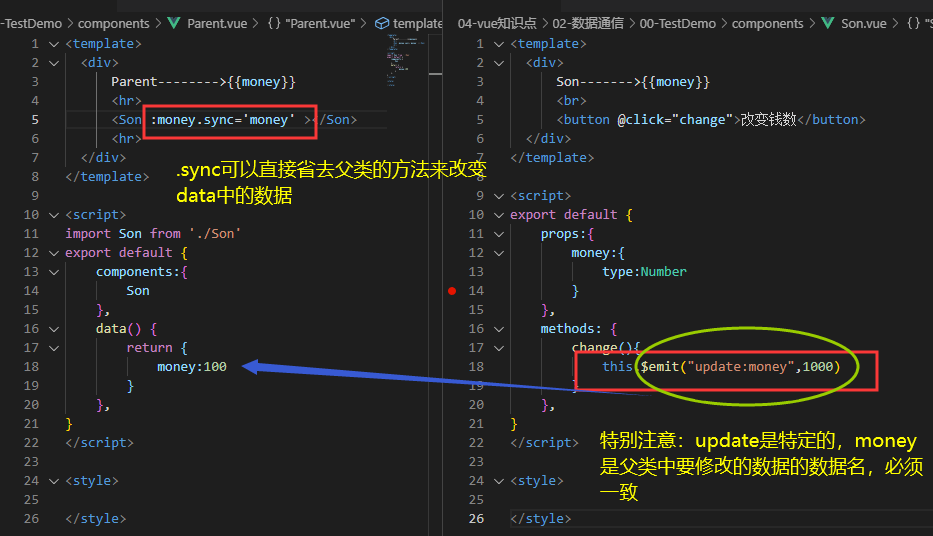 -TestDemo > components > Parent.vue > {} "Parent.vue" > template
1 <template>
2 <div>
3 Parent-------->{{money}}
4 <hr>
5 <Son :money.sync='money' ></Son>
6 <hr>
7 </div>
8 </template>
9
10 <script>
11 import Son from './Son'
12 export default {
13 components:{
14 Son
15 },
16 data() {
17 return {
18 money:100
19 }
20 },
21 }
22 </script>
23
24 <style>
25
26 </style>
.sync可以直接省去父类的方法来改变
data中的数据
04-vue知识点 > 02-数据通信 > 00-TestDemo > components > Son.vue > {} "S
1 <template>
2 <div>
3 Son------->{{money}}
4 <br>
5 <button @click="change">改变钱数</button>
6 </div>
7 </template>
8
9 <script>
10 export default {
11 props:{
12 money:{
13 type:Number
14 }
15 },
16 methods: {
17 change(){
18 this.$emit("update:money",1000)
19 }
20 },
21 }
22 </script>
23
24 <style>
25
26 </style>
特别注意：update是特定的，money
是父类中要修改的数据的数据名，必须
一致